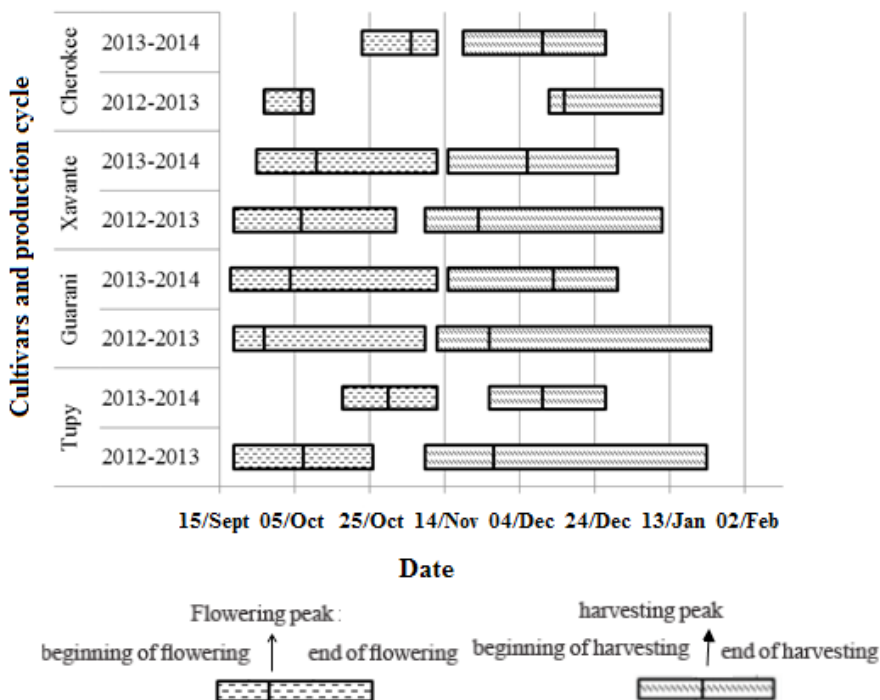 Cultivars and production cycle
Cherokee
2013-2014
2012-2013
Xavante
2013-2014
2012-2013
Guarani
2013-2014
2012-2013
Tupy
2013-2014
2012-2013
15/Sept 05/Oct 25/Oct 14/Nov 04/Dec 24/Dec 13/Jan 02/Feb
Date
Flowering peak :
beginning of flowering end of flowering
harvesting peak
beginning of harvesting end of harvesting